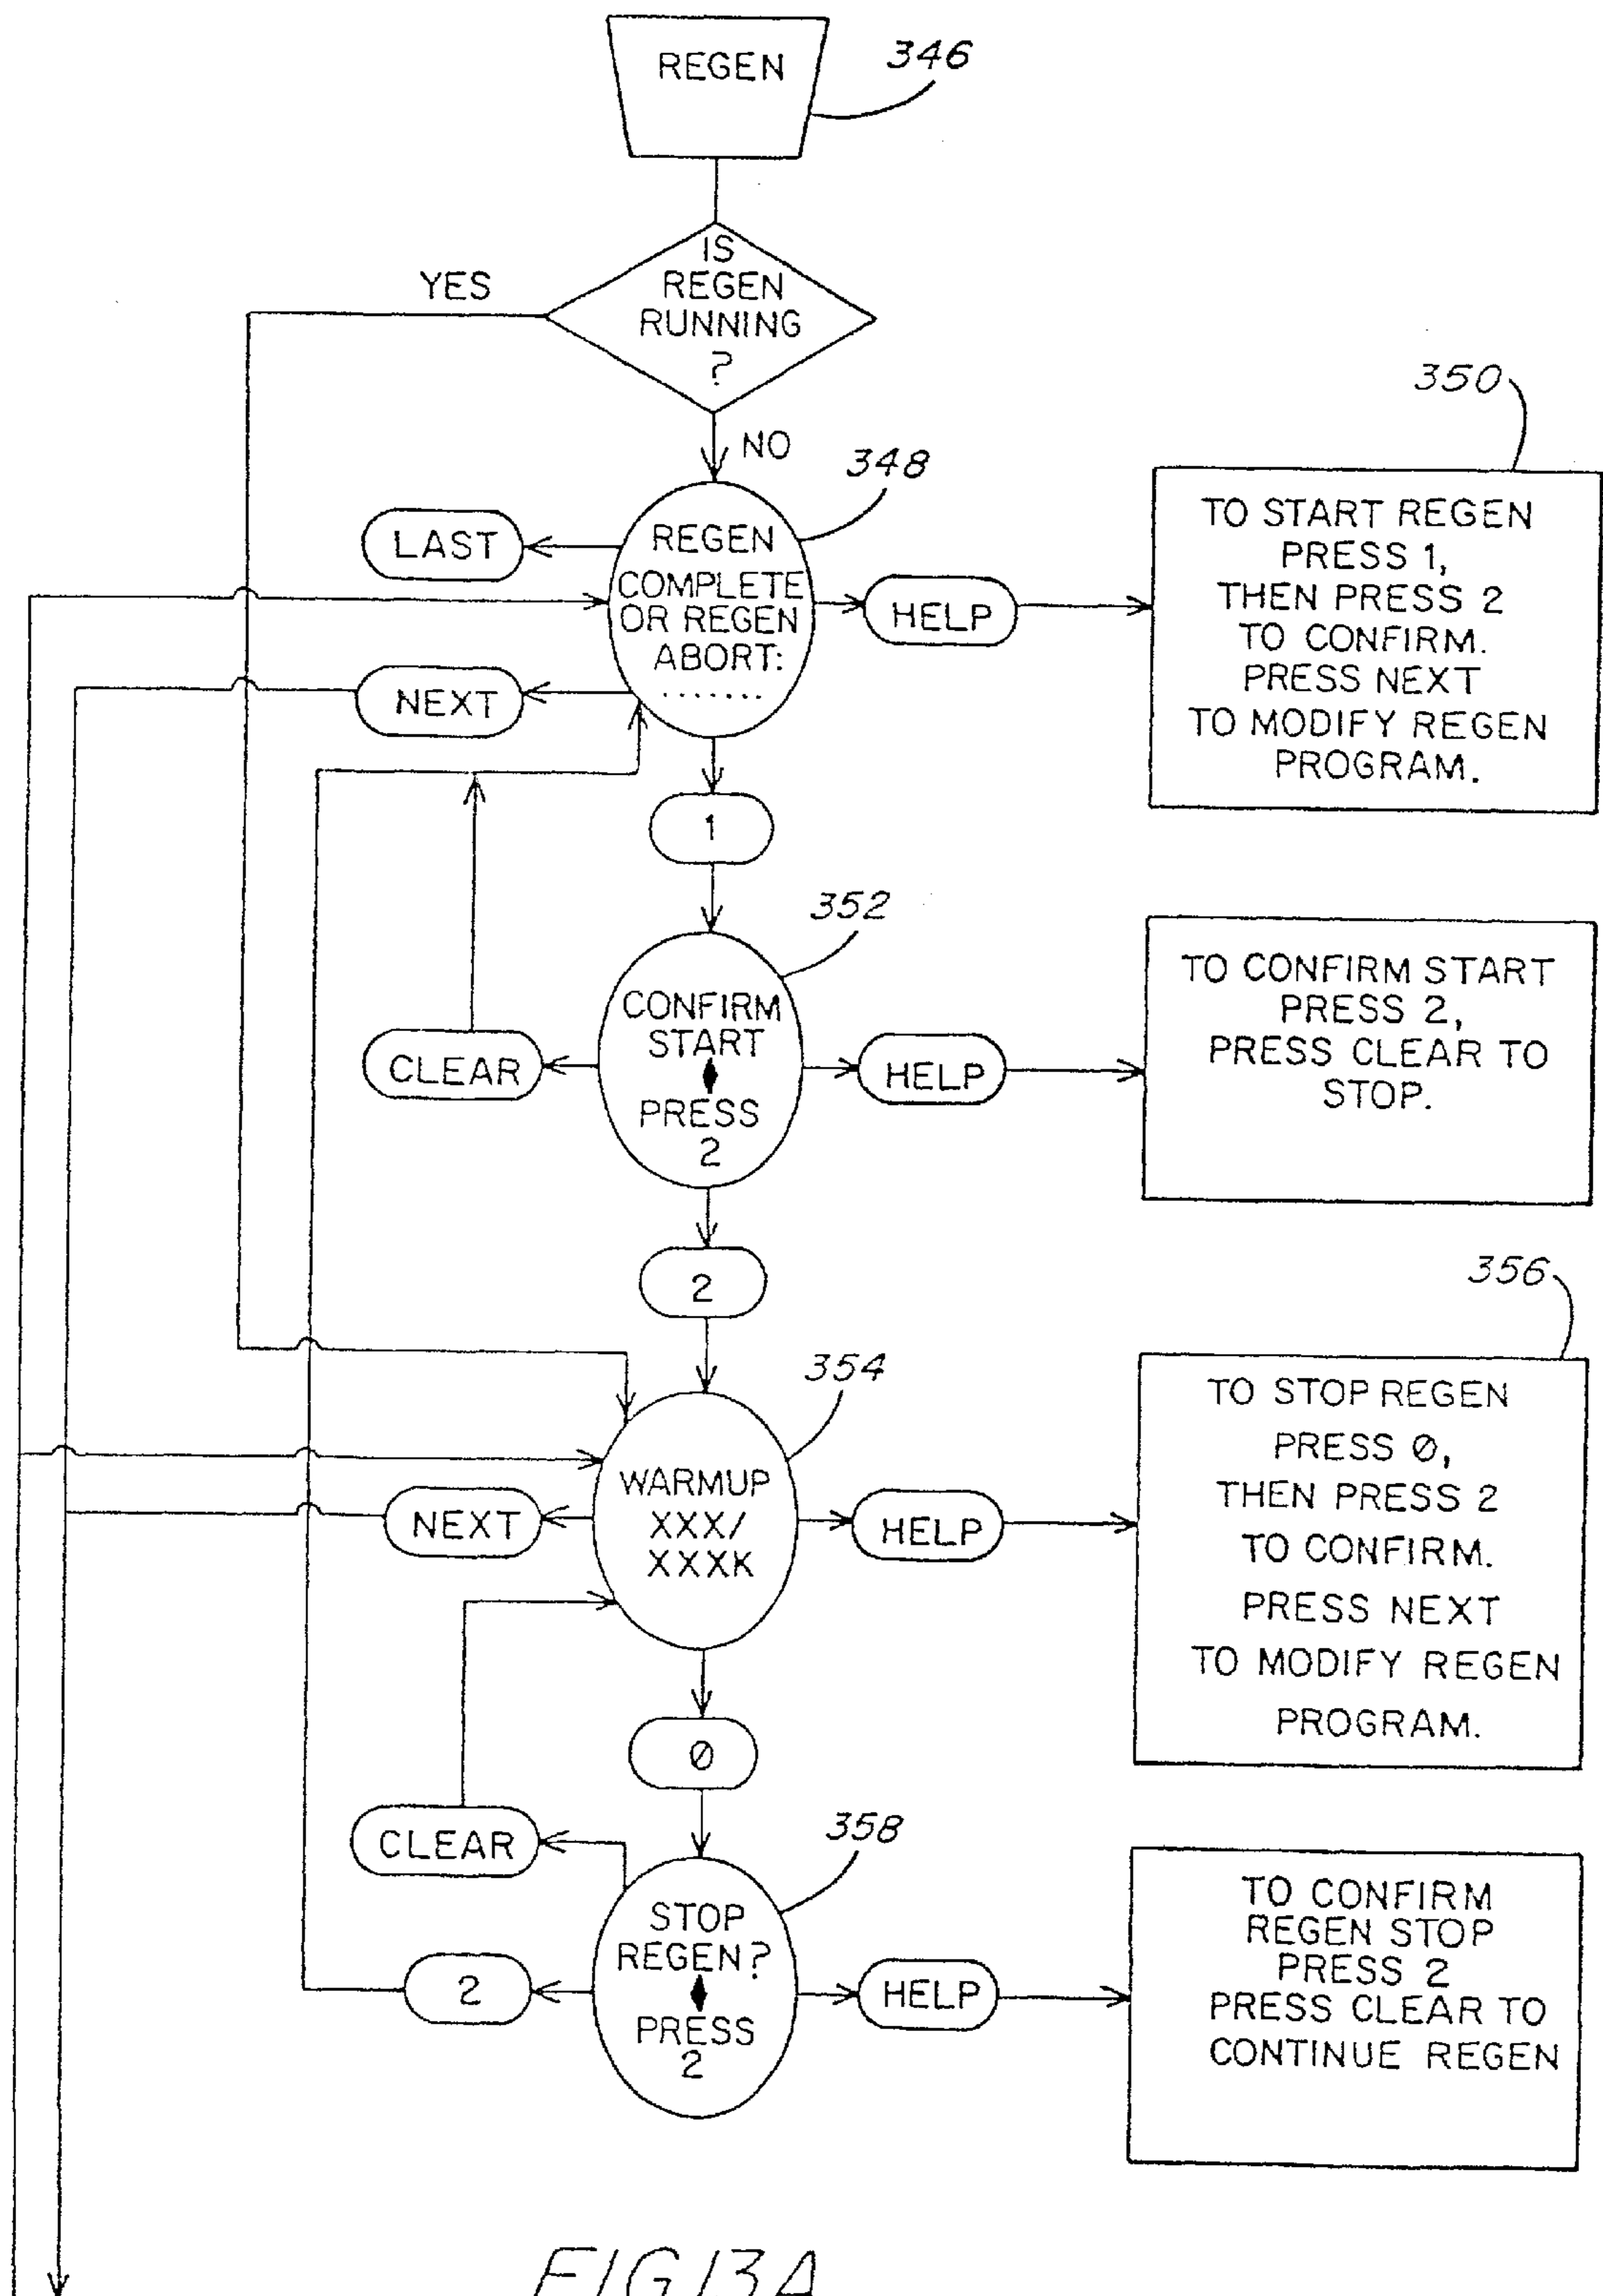 REGEN
346
IS
REGEN
RUNNING
?
YES
NO
348
350
LAST
REGEN
COMPLETE
OR REGEN
ABORT:
.......
HELP
TO START REGEN
PRESS 1,
THEN PRESS 2
TO CONFIRM.
PRESS NEXT
TO MODIFY REGEN
PROGRAM.
NEXT
1
352
CLEAR
CONFIRM
START
PRESS
2
HELP
TO CONFIRM START
PRESS 2,
PRESS CLEAR TO
STOP.
2
354
356
NEXT
WARMUP
XXX/
XXXK
HELP
TO STOP REGEN
PRESS 0,
THEN PRESS 2
TO CONFIRM.
PRESS NEXT
TO MODIFY REGEN
PROGRAM.
0
358
CLEAR
2
STOP
REGEN?
PRESS
2
HELP
TO CONFIRM
REGEN STOP
PRESS 2
PRESS CLEAR TO
CONTINUE REGEN
FIG 13A